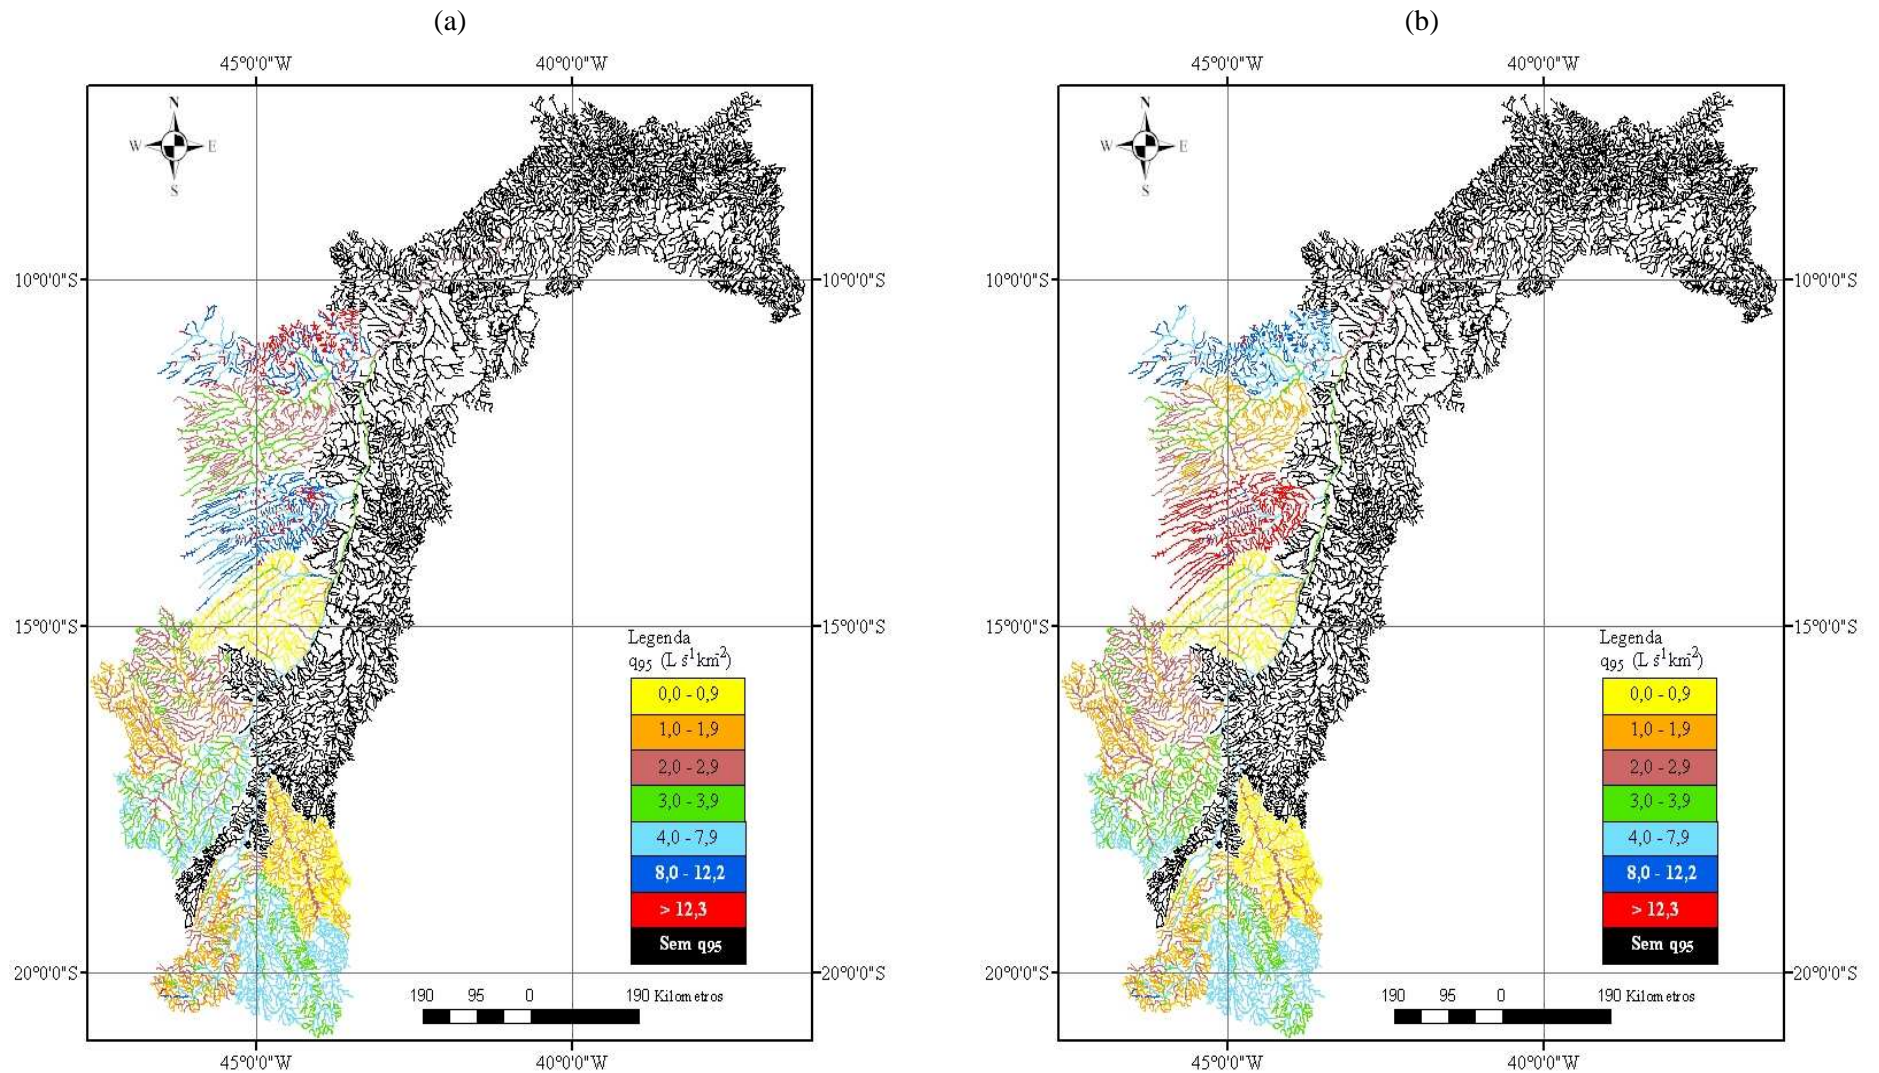 (a)
45°0'0"W 40°0'0"W
N
W E
S
10°0'0"S 10°0'0"S
15°0'0"S 15°0'0"S
Legenda
q95 (L s¹km²)
0,0 - 0,9
1,0 - 1,9
2,0 - 2,9
3,0 - 3,9
4,0 - 7,9
8,0 - 12,2
> 12,3
Sem q95
20°0'0"S 20°0'0"S
190 95 0 190 Kilometros
45°0'0"W 40°0'0"W
(b)
45°0'0"W 40°0'0"W
N
W E
S
10°0'0"S 10°0'0"S
15°0'0"S 15°0'0"S
Legenda
q95 (L s¹km²)
0,0 - 0,9
1,0 - 1,9
2,0 - 2,9
3,0 - 3,9
4,0 - 7,9
8,0 - 12,2
> 12,3
Sem q95
20°0'0"S 20°0'0"S
190 95 0 190 Kilometros
45°0'0"W 40°0'0"W